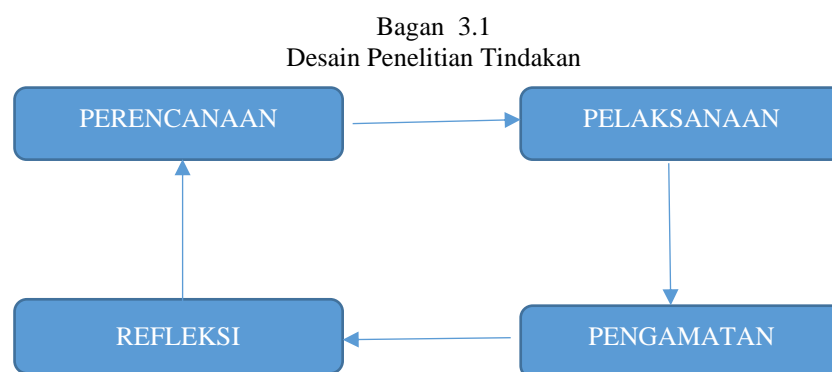 Bagan 3.1
Desain Penelitian Tindakan
PERENCANAAN
PELAKSANAAN
REFLEKSI
PENGAMATAN